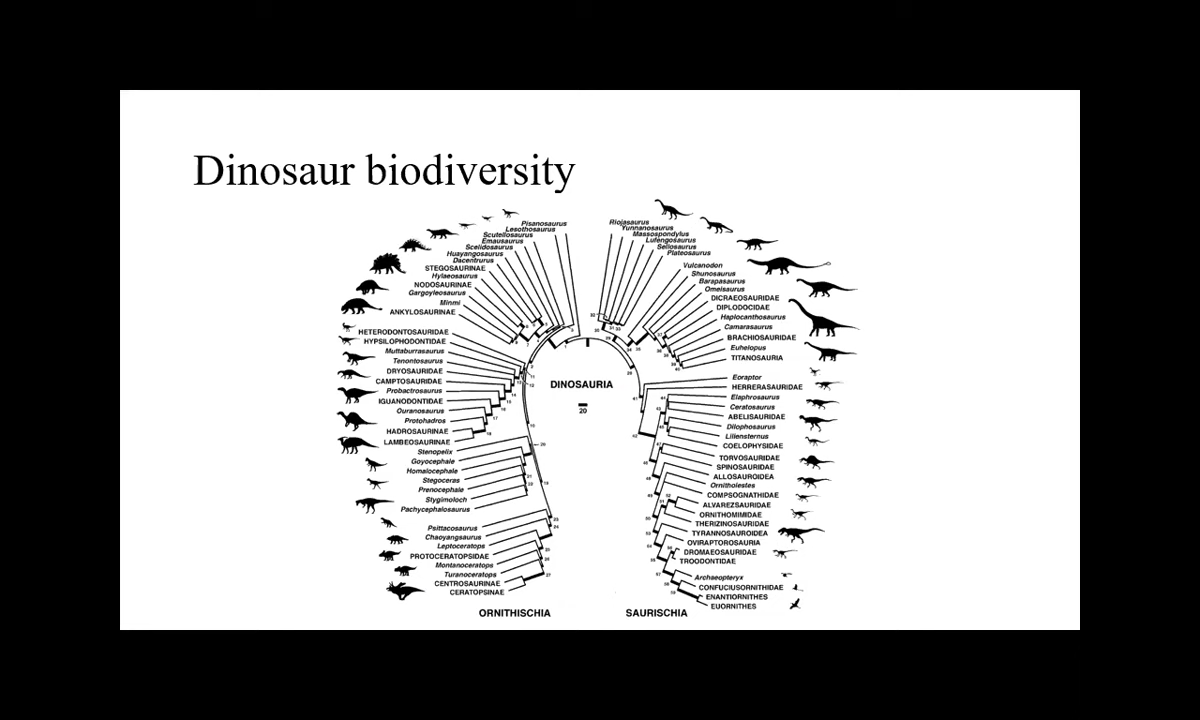 Dinosaur biodiversity
Pisanosaurus
Lesothosaurus
Scutellosaurus
Emausaurus
Scelidosaurus
Huayangosaurus
Dacentrurus
STEGOSAURINAE
Hylaeosaurus
NODOSAURINAE
Gargoyleosaurus
Minmi
ANKYLOSAURINAE
HETERODONTOSAURIDAE
HYPSILOPHODONTIDAE
Muttaburrasaurus
Tenontosaurus
DRYOSAURIDAE
CAMPTOSAURIDAE
Probactrosaurus
IGUANODONTIDAE
Ouranosaurus
Protohadros
HADROSAURINAE
LAMBEOSAURINAE
Stenopelix
Goyocephale
Homalocephale
Stegoceras
Prenocephale
Stygimoloch
Pachycephalosaurus
Psittacosaurus
Chaoyangsaurus
Leptoceratops
PROTOCERATOPSIDAE
Montanoceratops
Turanoceratops
CENTROSAURINAE
CERATOPSINAE
ORNITHISCHIA
DINOSAURIA
20
Riojasaurus
Yunnanosaurus
Massospondylus
Lufengosaurus
Sellosaurus
Plateosaurus
Vulcanodon
Shunosaurus
Barapasaurus
Omeisaurus
DICRAEOSAURIDAE
DIPLODOCIDAE
Haplocanthosaurus
Camarasaurus
BRACHIOSAURIDAE
Euhelopus
TITANOSAURIA
Eoraptor
HERRERASAURIDAE
Elaphrosaurus
Ceratosaurus
ABELISAURIDAE
Dilophosaurus
Liliensternus
COELOPHYSIDAE
TORVOSAURIDAE
SPINOSAURIDAE
ALLOSAUROIDEA
Ornitholestes
COMPSOGNATHIDAE
ALVAREZSAURIDAE
ORNITHOMIMIDAE
THERIZINOSAURIDAE
TYRANNOSAUROIDEA
OVIRAPTOROSAURIA
DROMAEOSAURIDAE
TROODONTIDAE
Archaeopteryx
CONFUCIUSORNITHIDAE
ENANTIORNITHES
EUORNITHES
SAURISCHIA